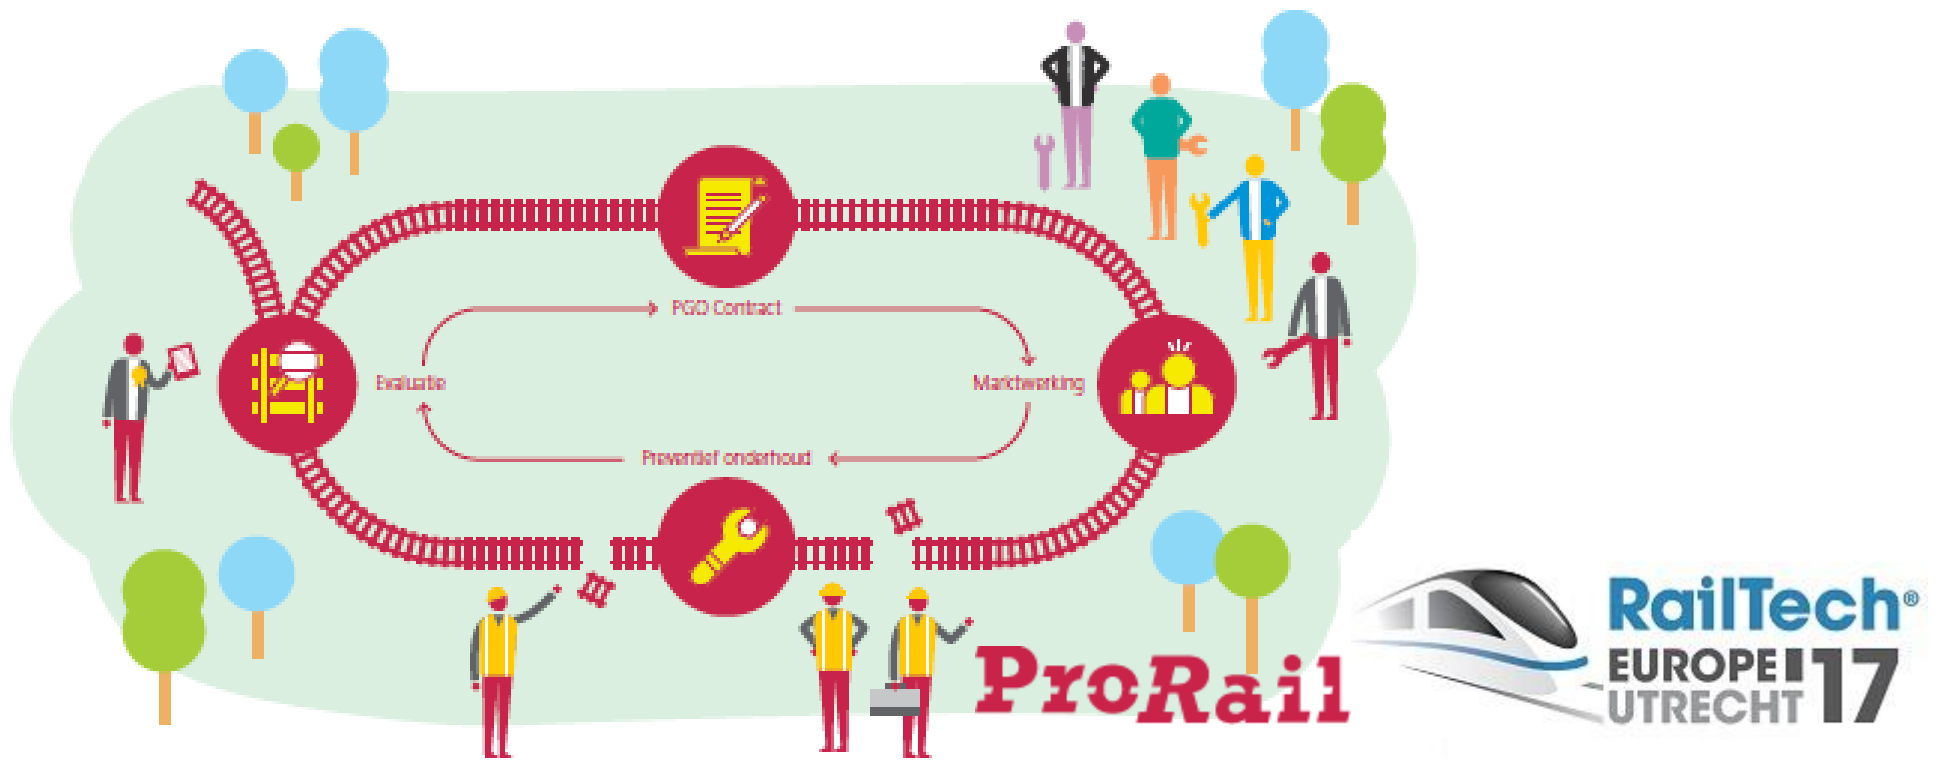 PGO Contract
Evaluatie
Marktwerking
Preventief onderhoud
ProRail
RailTech®
EUROPE 17
UTRECHT